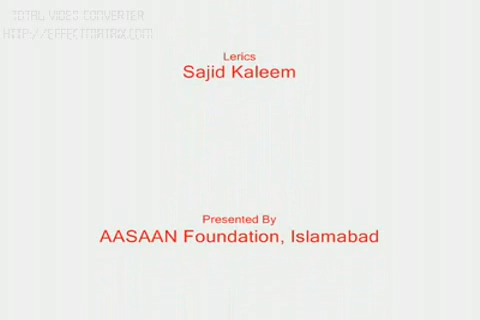 TOTAL VIDEO CONVERTER
HTTP://EFFECTMATRIX.COM
Lerics
Sajid Kaleem
Presented By
AASAAN Foundation, Islamabad